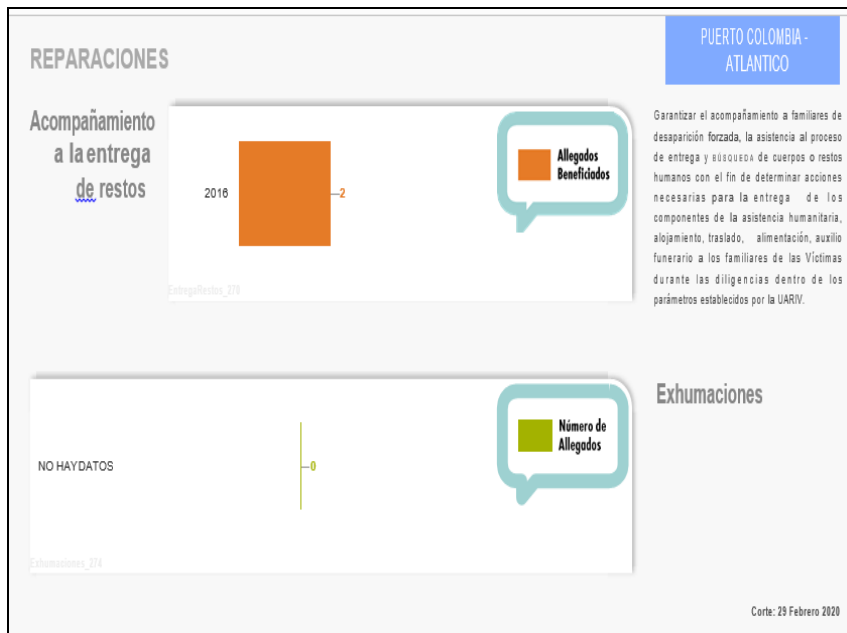 REPARACIONES
PUERTO COLOMBIA -
ATLANTICO
Acompañamiento
a la entrega
de restos
2016
2
Allegados
Beneficiados
EntregaRestos_270
Garantizar el acompañamiento a familiares de
desaparición forzada, la asistencia al proceso
de entrega y BÚSQUEDA de cuerpos o restos
humanos con el fin de determinar acciones
necesarias para la entrega de los
componentes de la asistencia humanitaria,
alojamiento, traslado, alimentación, auxilio
funerario a los familiares de las Víctimas
durante las diligencias dentro de los
parámetros establecidos por la UARIV.
NO HAYDATOS
0
Número de
Allegados
Exhumaciones_274
Exhumaciones
Corte: 29 Febrero 2020